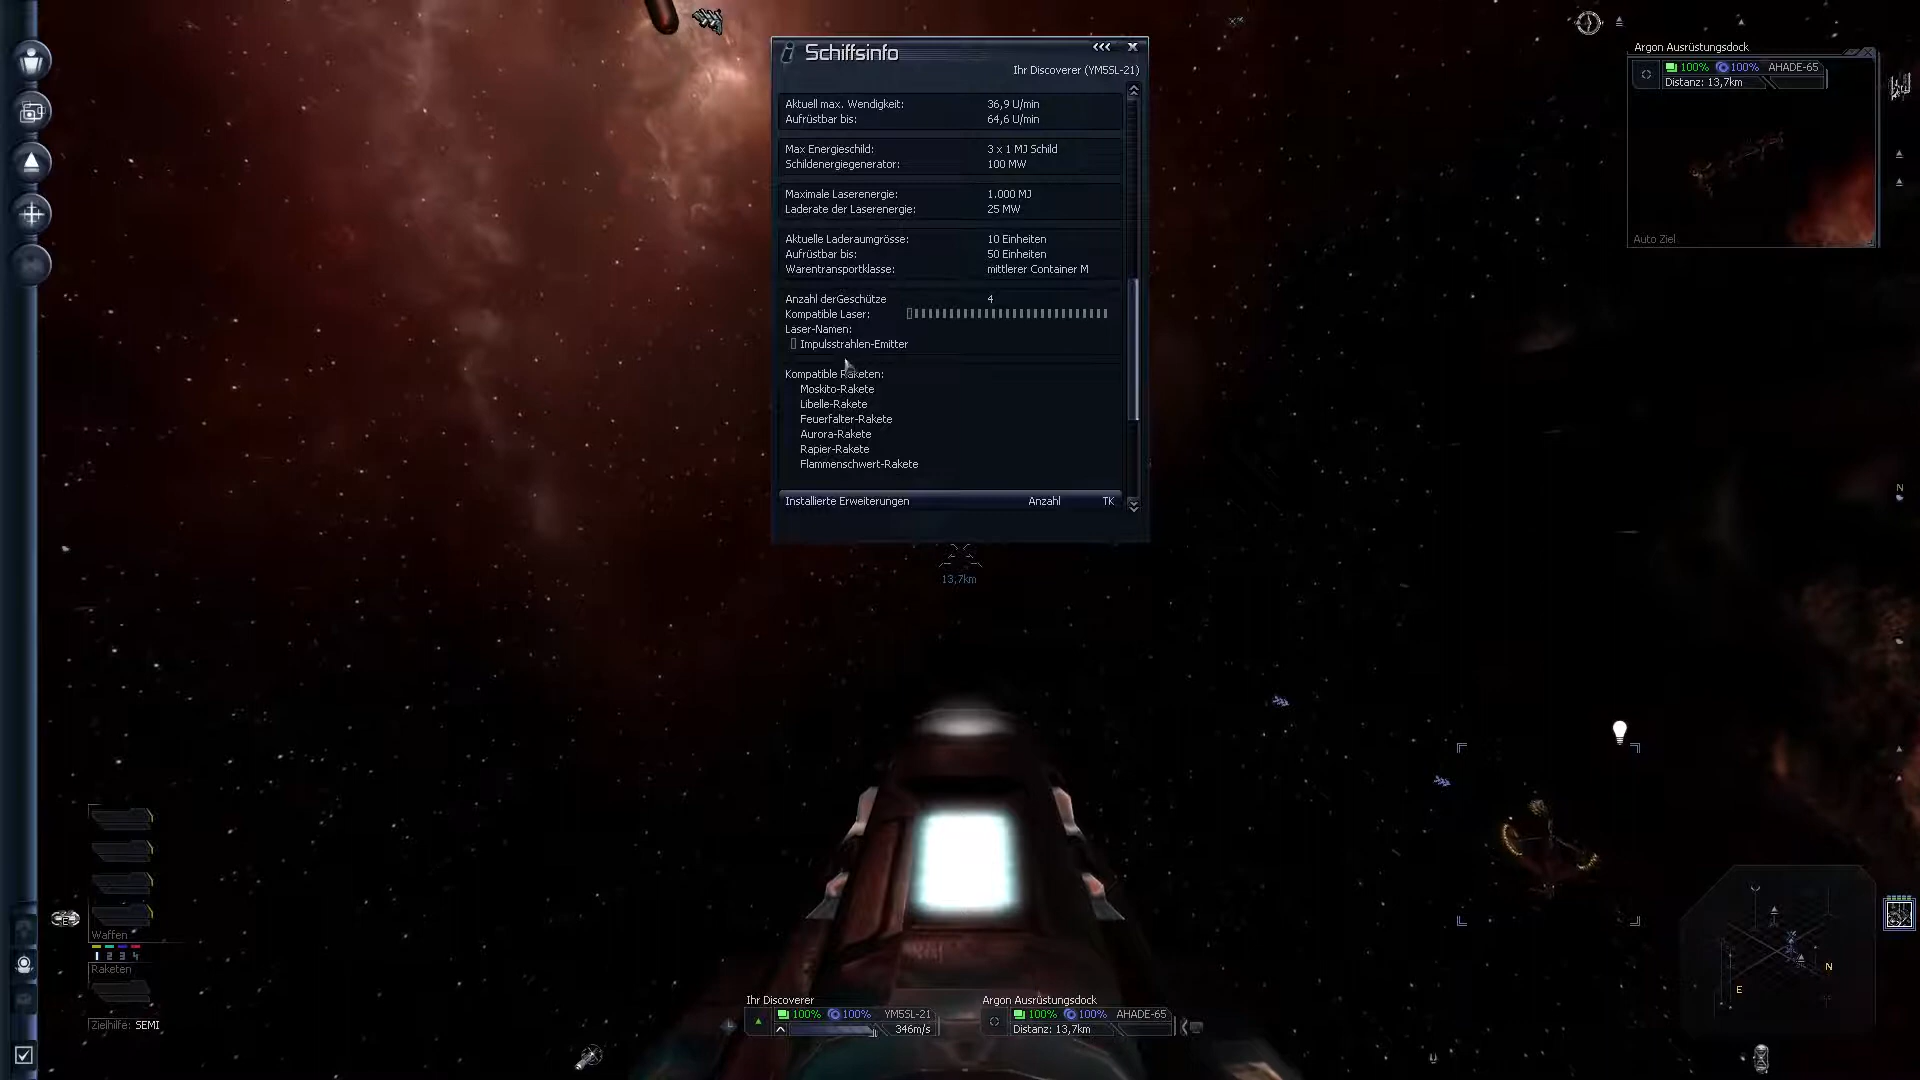 Schiffsinfo
Ihr Discoverer (YM5SL-21)
Aktuell max. Wendigkeit: 36,9 U/min
Aufrüstbar bis: 64,6 U/min
Max Energieschild: 3 x 1 MJ Schild
Schildenergiegenerator: 100 MW
Maximale Laserenergie: 1.000 MJ
Laderate der Laserenergie: 25 MW
Aktuelle Laderaumgrösse: 10 Einheiten
Aufrüstbar bis: 50 Einheiten
Warentransportklasse: mittlerer Container M
Anzahl derGeschütze 4
Kompatible Laser:
Laser-Namen:
Impulsstrahlen-Emitter
Kompatible Raketen:
Moskito-Rakete
Libelle-Rakete
Feuerfalter-Rakete
Aurora-Rakete
Rapier-Rakete
Flammenschwert-Rakete
Installierte Erweiterungen Anzahl TK
13,7km
Argon Ausrüstungsdock
100% 100% AHADE-65
Distanz: 13,7km
Auto Ziel
N
Waffen
1 2 3 4
Raketen
Zielhilfe: SEMI
Ihr Discoverer
100% 100% YM5SL-21
346m/s
Argon Ausrüstungsdock
100% 100% AHADE-65
Distanz: 13,7km
N
E